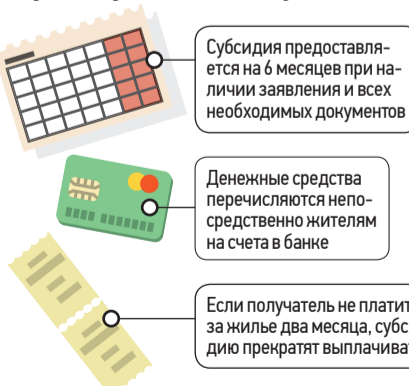 Субсидия предоставля-
ется на 6 месяцев при на-
личии заявления и всех
необходимых документов
Денежные средства
перечисляются непо-
средственно жителям
на счета в банке
Если получатель не платит
за жилье два месяца, субс
дию прекратят выплачива